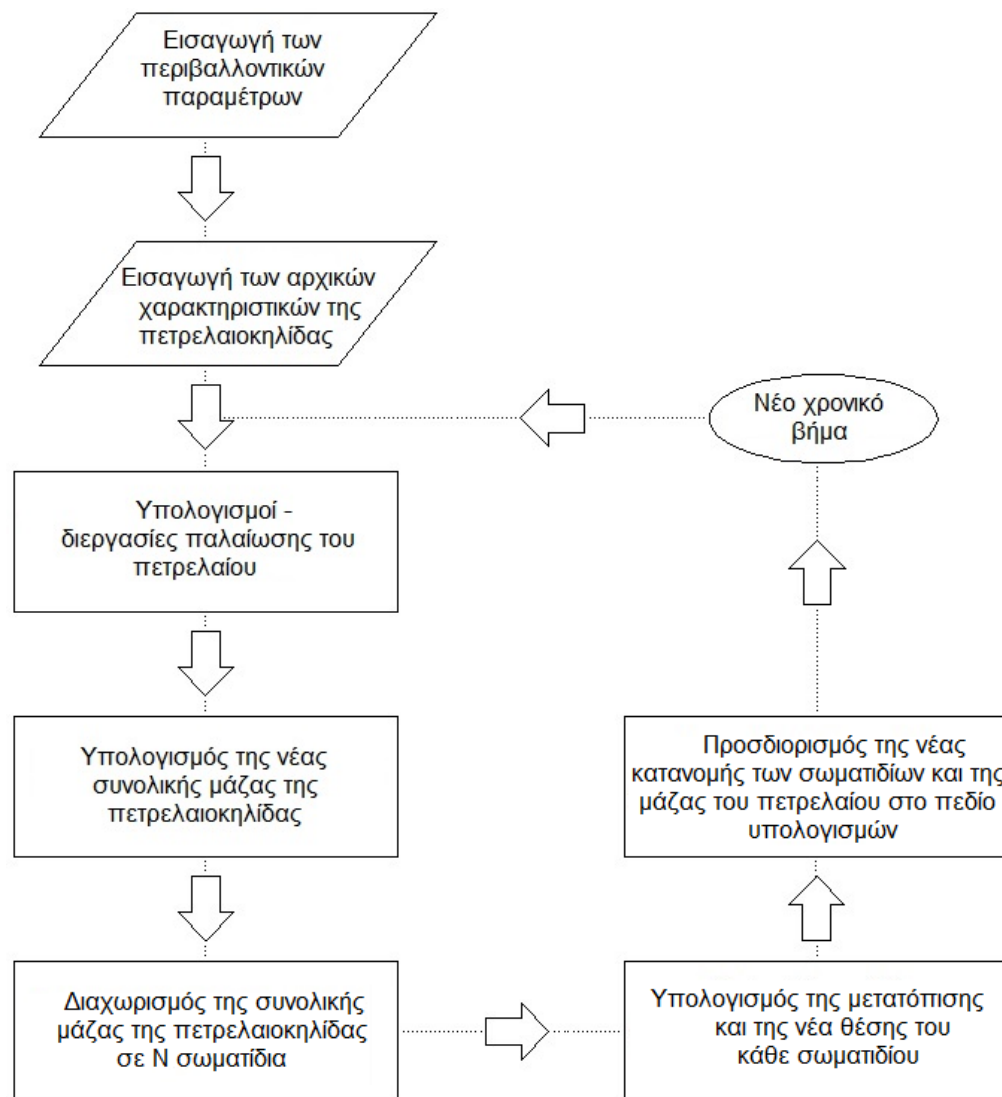 Εισαγωγή των
περιβαλλοντικών
παραμέτρων
Εισαγωγή των αρχικών
χαρακτηριστικών της
πετρελαιοκηλίδας
Νέο χρονικό
βήμα
Υπολογισμοί -
διεργασίες παλαίωσης του
πετρελαίου
Υπολογισμός της νέας
συνολικής μάζας της
πετρελαιοκηλίδας
Διαχωρισμός της συνολικής
μάζας της πετρελαιοκηλίδας
σε Ν σωματίδια
Υπολογισμός της μετατόπισης
και της νέα θέσης του
κάθε σωματιδίου
Προσδιορισμός της νέας
κατανομής των σωματιδίων και της
μάζας του πετρελαίου στο πεδίο
υπολογισμών